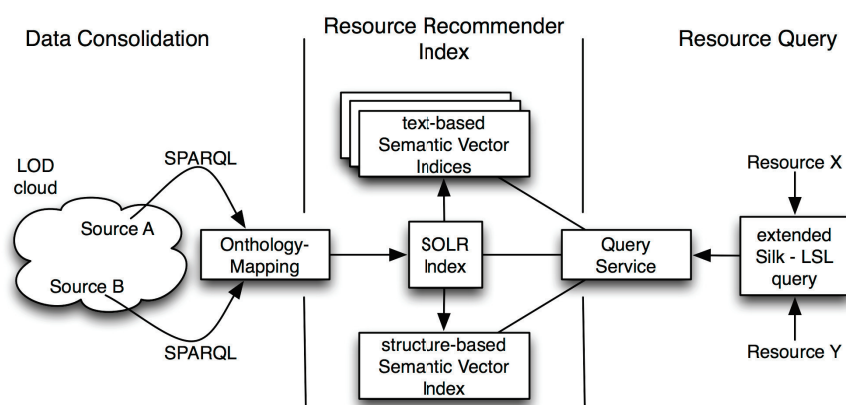 Data Consolidation
Resource Recommender
Index
Resource Query
LOD
cloud
SPARQL
Source A
Source B
SPARQL
Onthology-
Mapping
text-based
Semantic Vector
Indices
SOLR
Index
structure-based
Semantic Vector
Index
Query
Service
Resource X
extended
Silk - LSL
query
Resource Y